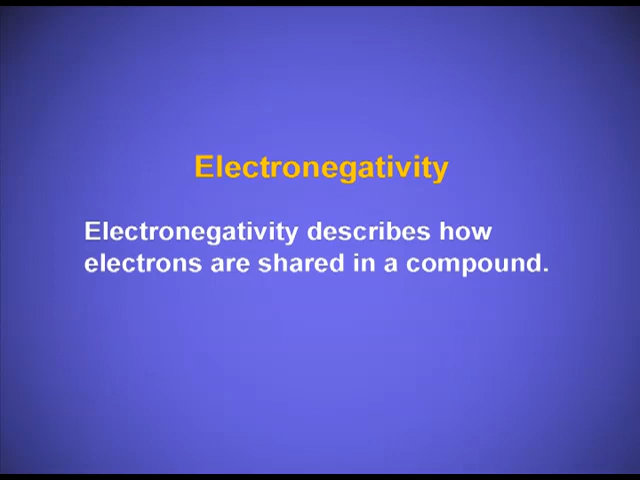 Electronegativity
Electronegativity describes how
electrons are shared in a compound.